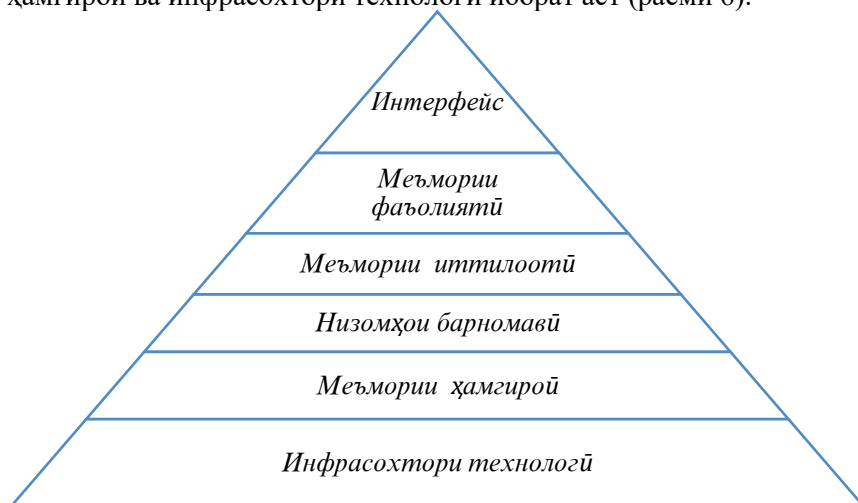 ҳамгироӣ ва инфрасохтори технологӣ иборат аст (расми 6).
Интерфейс
Меъмории
фаъолиятӣ
Меъмории иттилоотӣ
Низомҳои барномавӣ
Меъмории ҳамгироӣ
Инфрасохтори технологӣ